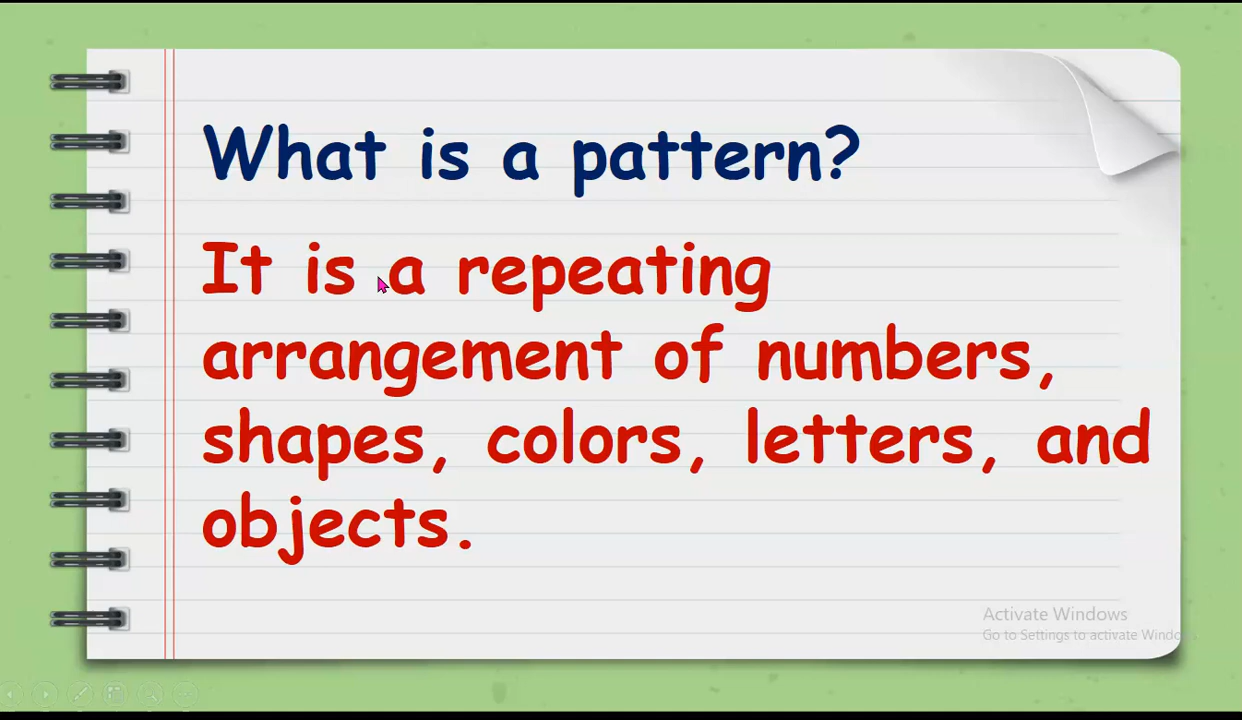 What is a pattern?
It is a repeating
arrangement of numbers,
shapes, colors, letters, and
objects.
Activate Windows
Go to Settings to activate Windows.